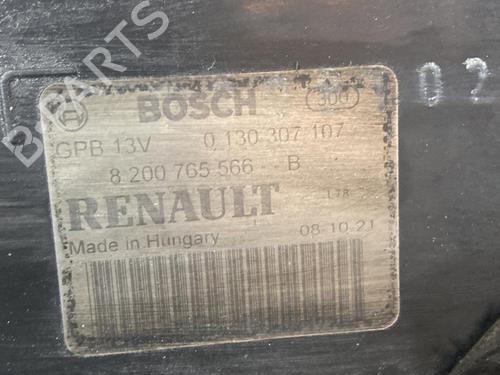 B-PARTS
BOSCH 300
02
GPB 13V 0 130 307 107
8 200 765 566 B
RENAULT
Made in Hungary 08.10.21